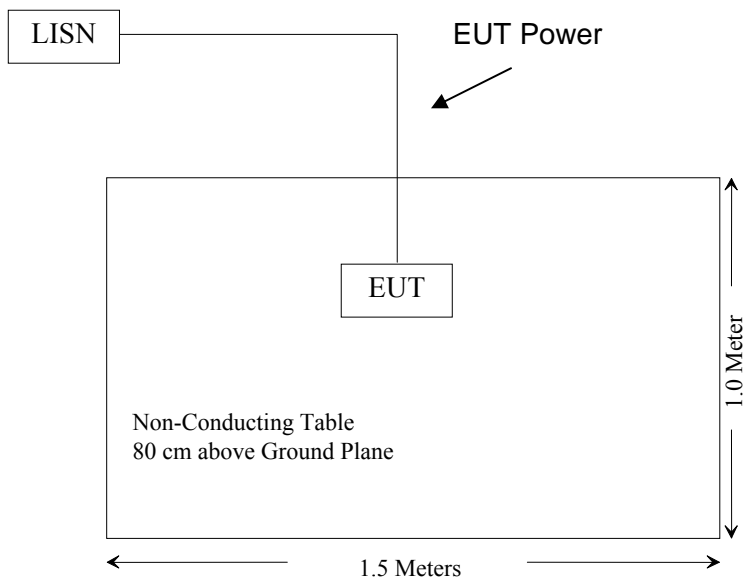 LISN
EUT Power
EUT
1.0 Meter
Non-Conducting Table
80 cm above Ground Plane
1.5 Meters